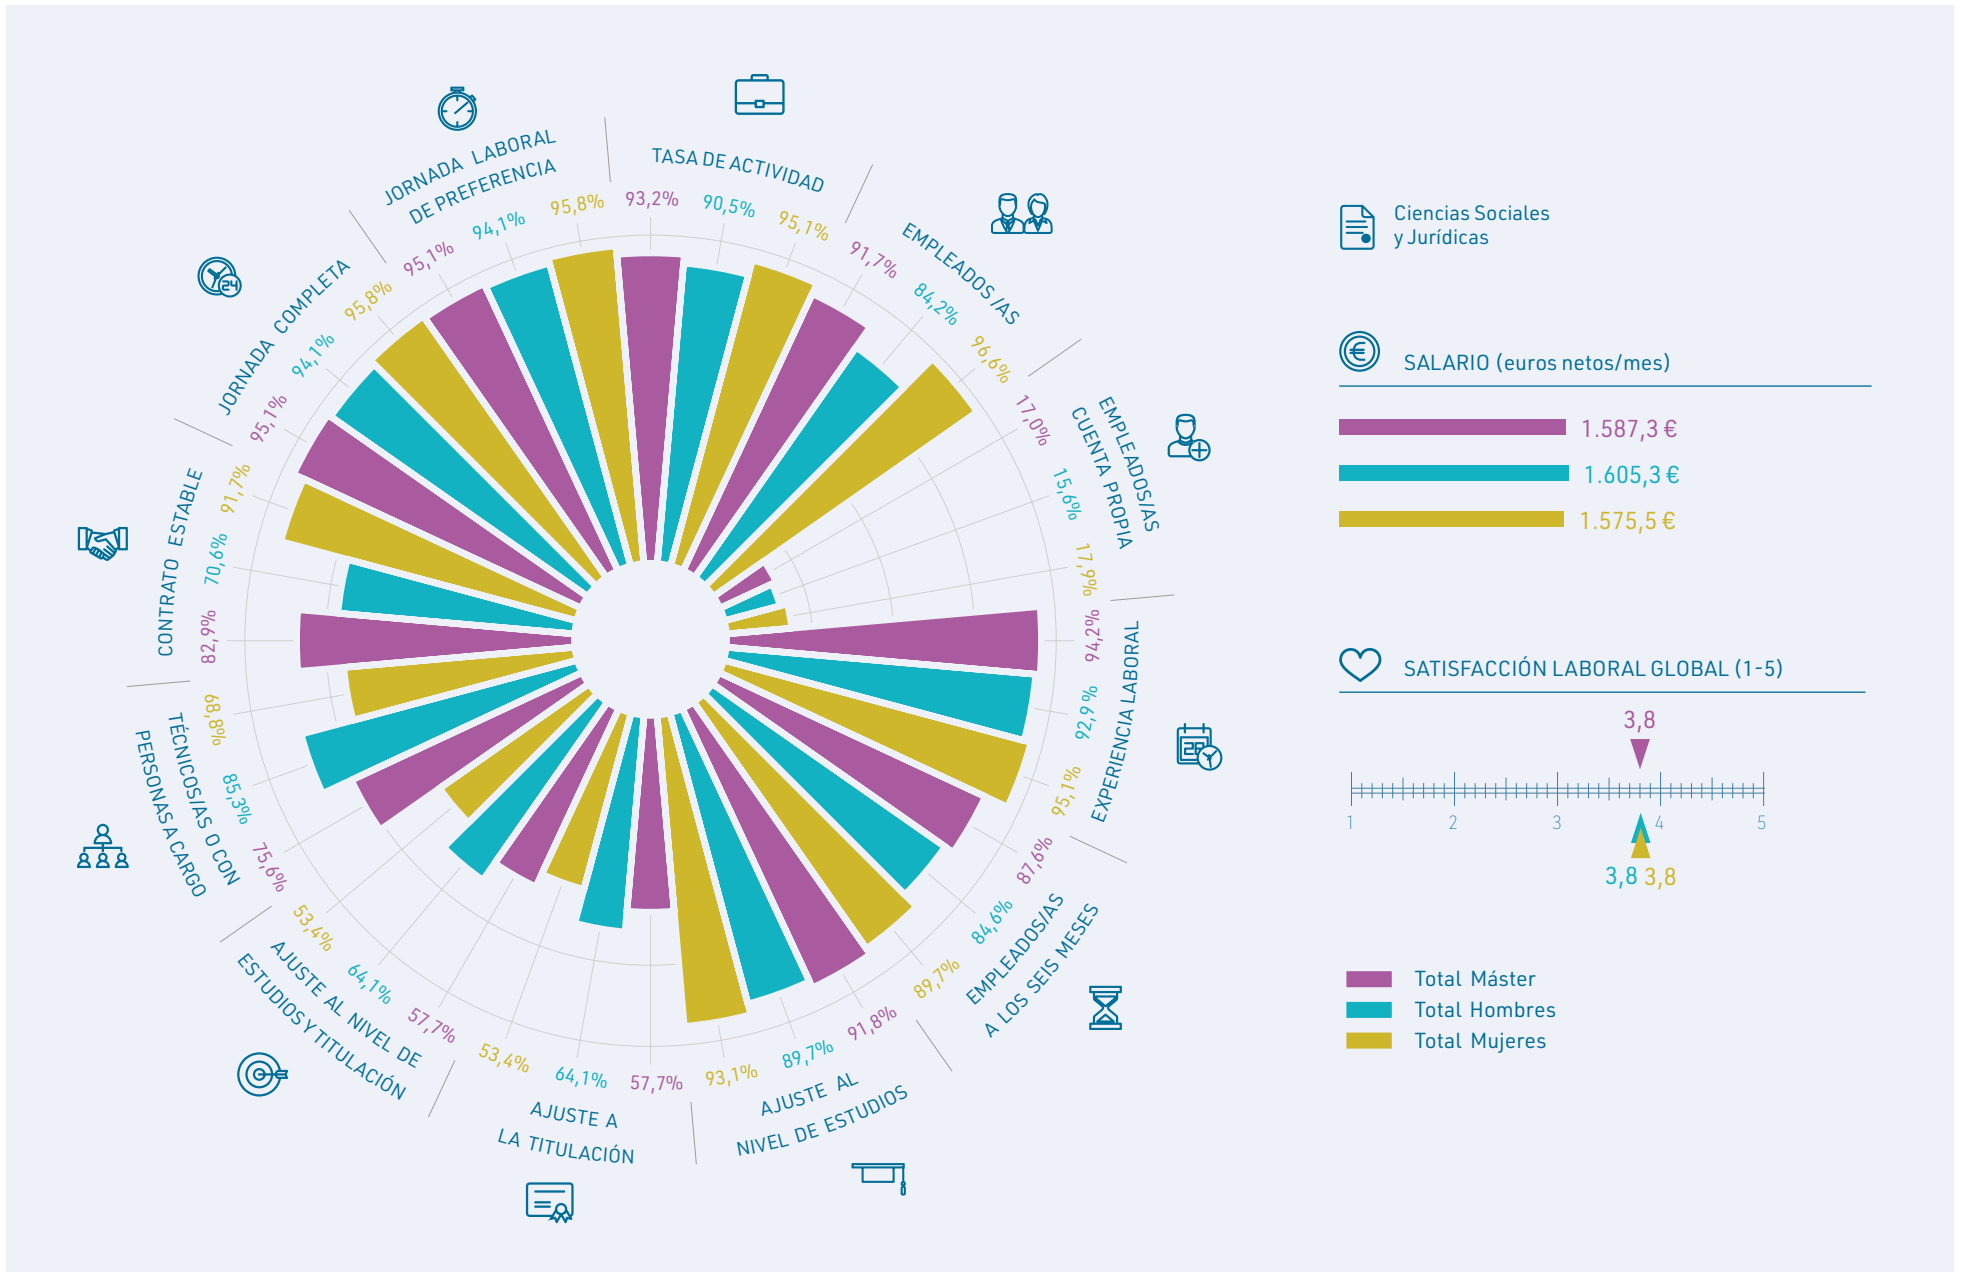 TASA DE ACTIVIDAD
93,2%
90,5%
95,1%
EMPLEADOS /AS
91,7%
84,2%
96,6%
EMPLEADOS/AS
CUENTA PROPIA
17,0%
15,6%
17,9%
EXPERIENCIA LABORAL
94,2%
92,9 %
95,1%
EMPLEADOS/AS
A LOS SEIS MESES
87,6%
84,6%
89,7%
AJUSTE AL
NIVEL DE ESTUDIOS
91,8%
89,7%
93,1%
AJUSTE A
LA TITULACIÓN
57,7%
64,1%
53,4%
AJUSTE AL NIVEL DE
ESTUDIOS Y TITULACIÓN
57,7%
64,1%
53,4%
TÉCNICOS/AS O CON
PERSONAS A CARGO
75,6%
85,3%
68,8%
CONTRATO ESTABLE
82,9%
70,6%
91,7%
JORNADA COMPLETA
95,1%
94,1%
95,8%
24
JORNADA LABORAL
DE PREFERENCIA
95,1%
94,1%
95,8%
Ciencias Sociales
y Jurídicas
€
SALARIO (euros netos/mes)
1.587,3 €
1.605,3 €
1.575,5 €
SATISFACCIÓN LABORAL GLOBAL (1-5)
3,8
1 2 3 4 5
3,8 3,8
Total Máster
Total Hombres
Total Mujeres